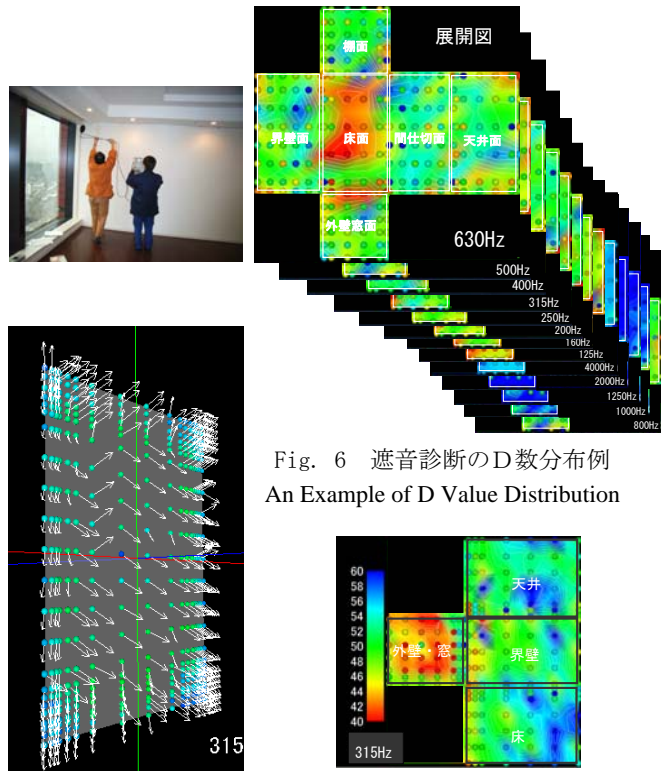 展開図
棚面
界壁面
床面
間仕切面
天井面
外壁窓面
630Hz
500Hz
400Hz
315Hz
250Hz
200Hz
160Hz
125Hz
4000Hz
2000Hz
1250Hz
1000Hz
800Hz
Fig. 6 遮音診断のD数分布例
An Example of D Value Distribution
315
60
58
56
54
52
50
48
46
44
42
40
天井
外壁・窓
界壁
床
315Hz